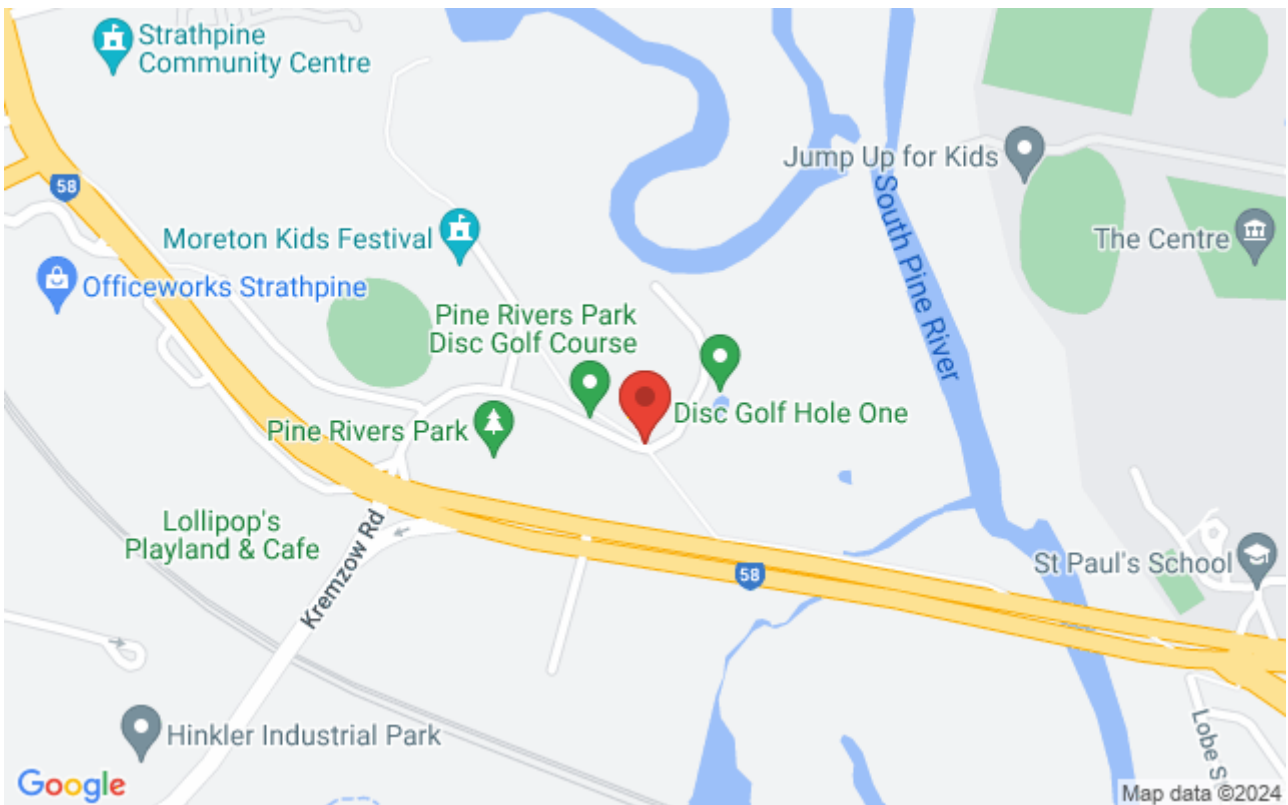 Strathpine
Community Centre
Jump Up for Kids
58
South Pine River
Moreton Kids Festival
The Centre
Officeworks Strathpine
Pine Rivers Park
Disc Golf Course
Disc Golf Hole One
Pine Rivers Park
Lollipop's
Playland & Cafe
Kremzow Rd
58
St Paul's School
Hinkler Industrial Park
Lobe
Google
Map data ©2024